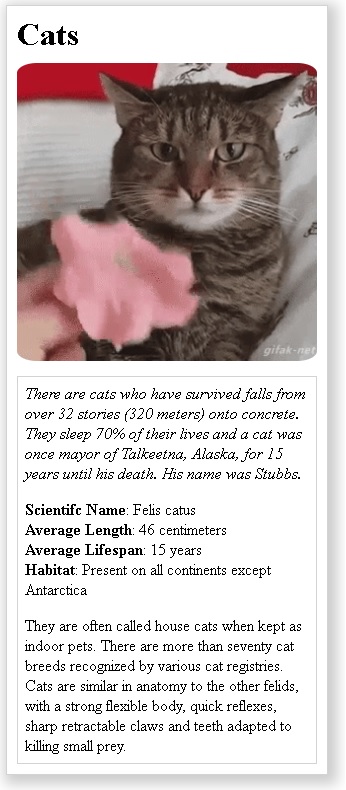 Cats
gifak-net
There are cats who have survived falls from
over 32 stories (320 meters) onto concrete.
They sleep 70% of their lives and a cat was
once mayor of Talkeetna, Alaska, for 15
years until his death. His name was Stubbs.
Scientifc Name: Felis catus
Average Length: 46 centimeters
Average Lifespan: 15 years
Habitat: Present on all continents except
Antarctica
They are often called house cats when kept as
indoor pets. There are more than seventy cat
breeds recognized by various cat registries.
Cats are similar in anatomy to the other felids,
with a strong flexible body, quick reflexes,
sharp retractable claws and teeth adapted to
killing small prey.